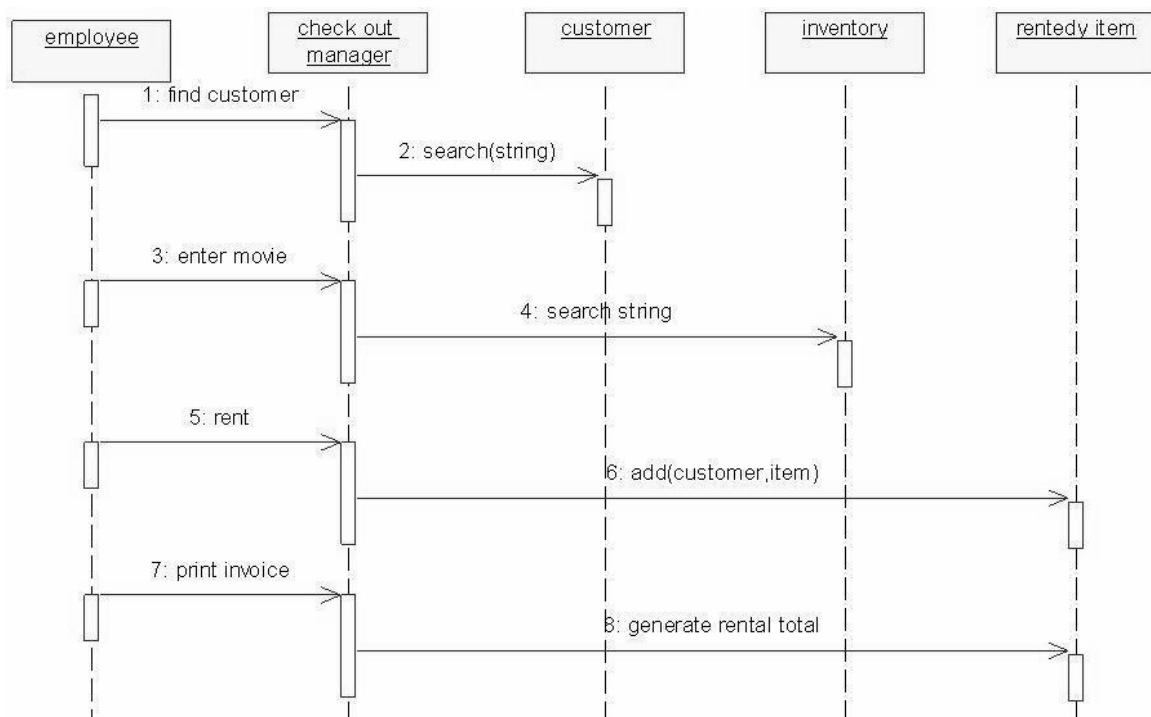 employee
check out
manager
customer
inventory
rentedy item
1: find customer
2: search(string)
3: enter movie
4: search string
5: rent
6: add(customer,item)
7: print invoice
8: generate rental total